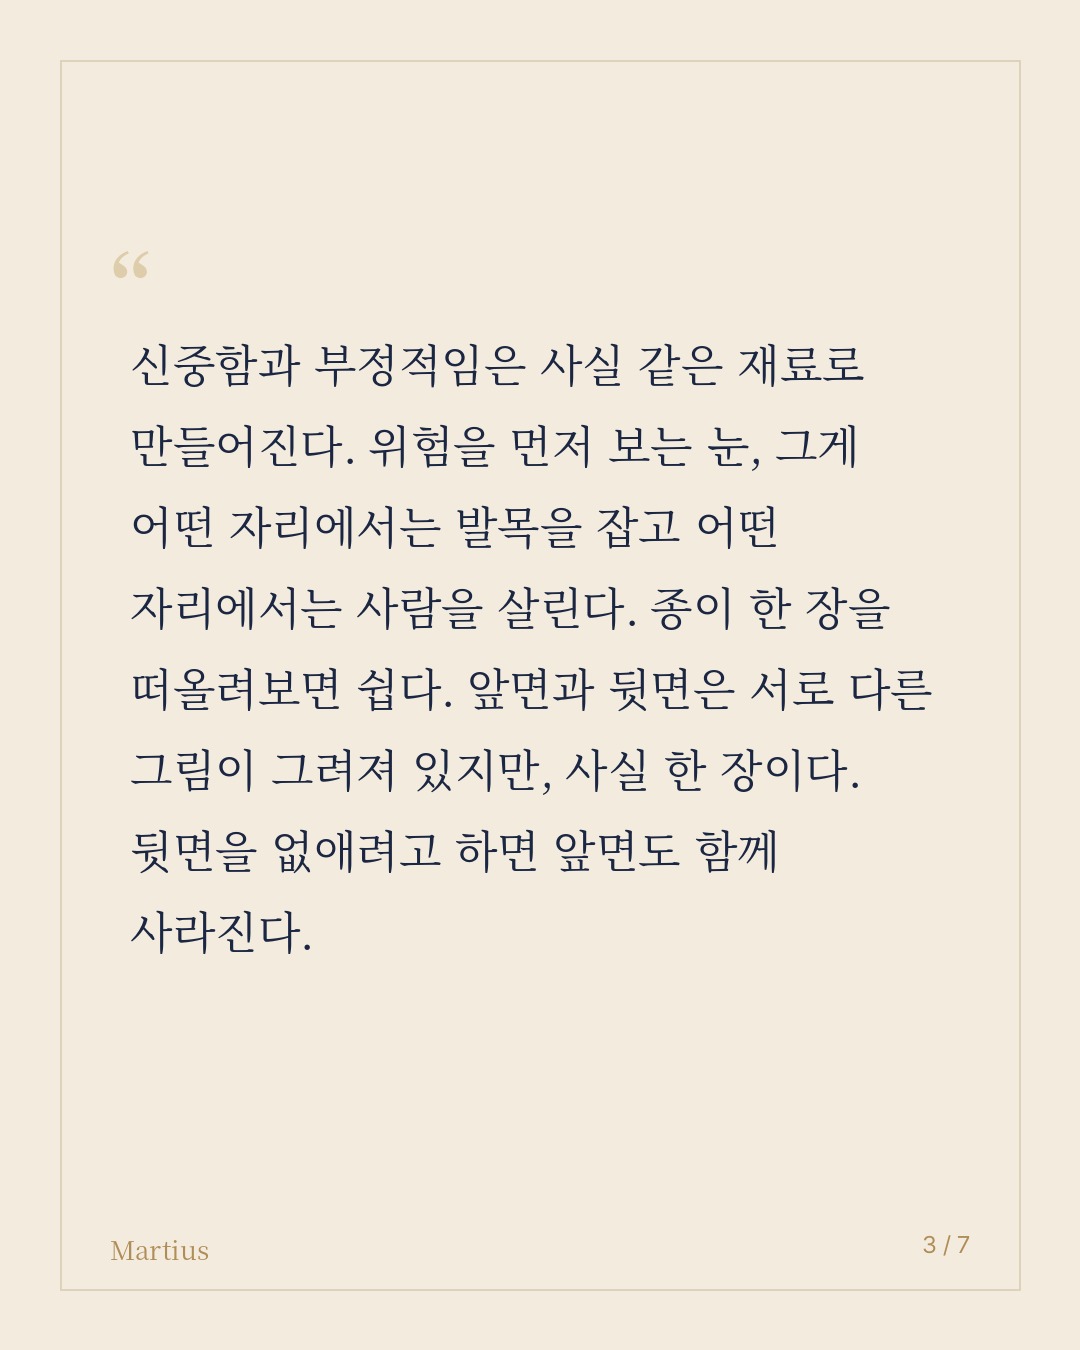 “
신중함과 부정적임은 사실 같은 재료로
만들어진다. 위험을 먼저 보는 눈, 그게
어떤 자리에서는 발목을 잡고 어떤
자리에서는 사람을 살린다. 종이 한 장을
떠올려보면 쉽다. 앞면과 뒷면은 서로 다른
그림이 그려져 있지만, 사실 한 장이다.
뒷면을 없애려고 하면 앞면도 함께
사라진다.
Martius
3 / 7